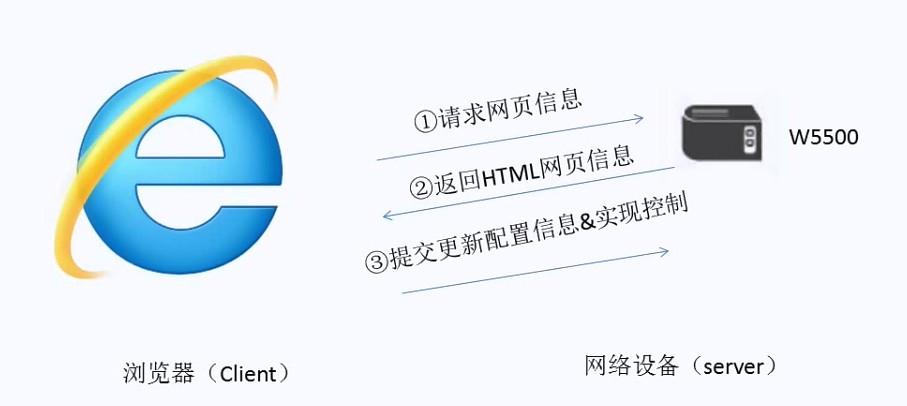 ①请求网页信息
W5500
②返回HTML网页信息
③提交更新配置信息&实现控制
浏览器（Client）
网络设备（server）